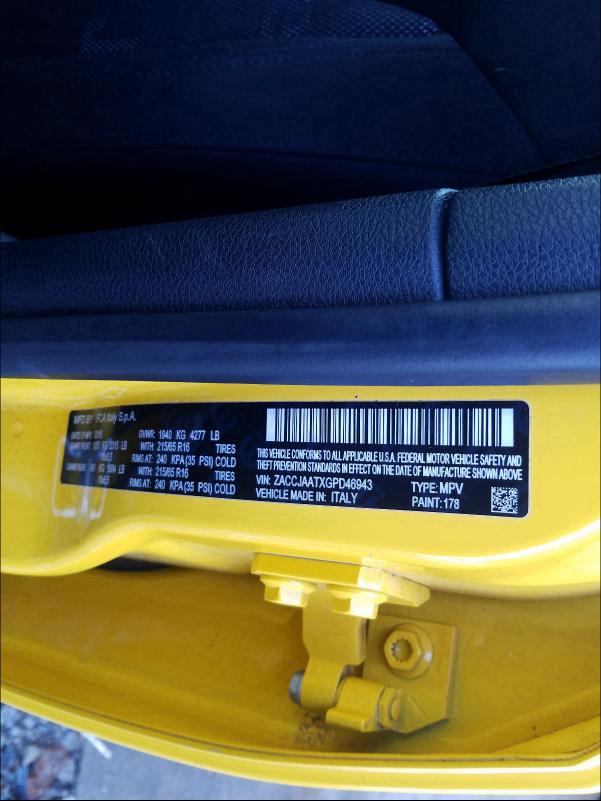 MFD BY FCA Italy S.p.A.
GVWR: 1940 KG 4277 LB
LB WITH: 215/65 R16 TIRES
RIMS AT: 240 KPA (35 PSI) COLD
LB WITH: 215/65 R16 TIRES
RIMS AT: 240 KPA (35 PSI) COLD
THIS VEHICLE CONFORMS TO ALL APPLICABLE U.S.A. FEDERAL MOTOR VEHICLE SAFETY AND
THEFT PREVENTION STANDARDS IN EFFECT ON THE DATE OF MANUFACTURE SHOWN ABOVE
VIN: ZACCJAATXGPD46943 TYPE: MPV
VEHICLE MADE IN: ITALY PAINT: 178